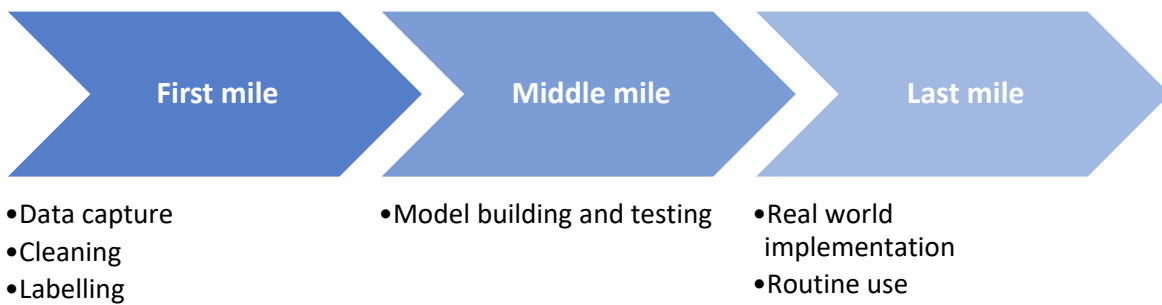 First mile
Middle mile
Last mile
•Data capture
•Cleaning
•Labelling
•Model building and testing
•Real world
implementation
•Routine use